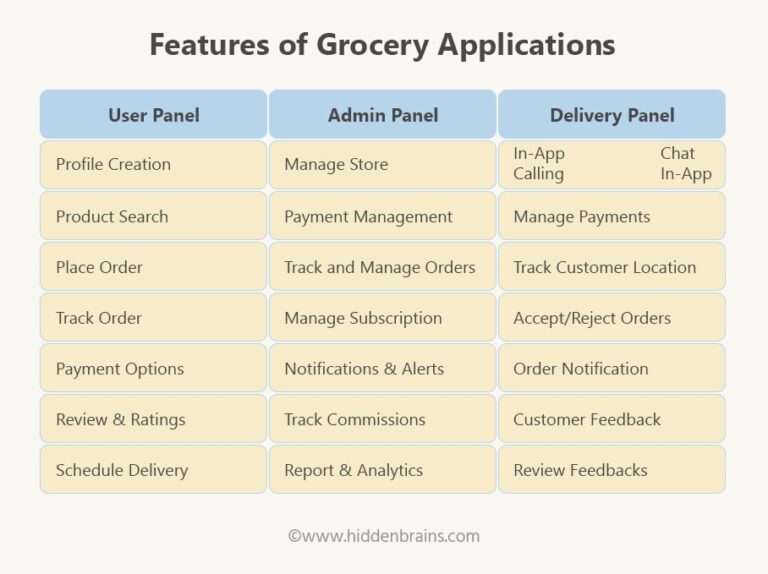 Features of Grocery Applications
User Panel Admin Panel Delivery Panel
Profile Creation Manage Store In-App Calling Chat In-App
Product Search Payment Management Manage Payments
Place Order Track and Manage Orders Track Customer Location
Track Order Manage Subscription Accept/Reject Orders
Payment Options Notifications & Alerts Order Notification
Review & Ratings Track Commissions Customer Feedback
Schedule Delivery Report & Analytics Review Feedbacks
©www.hiddenbrains.com